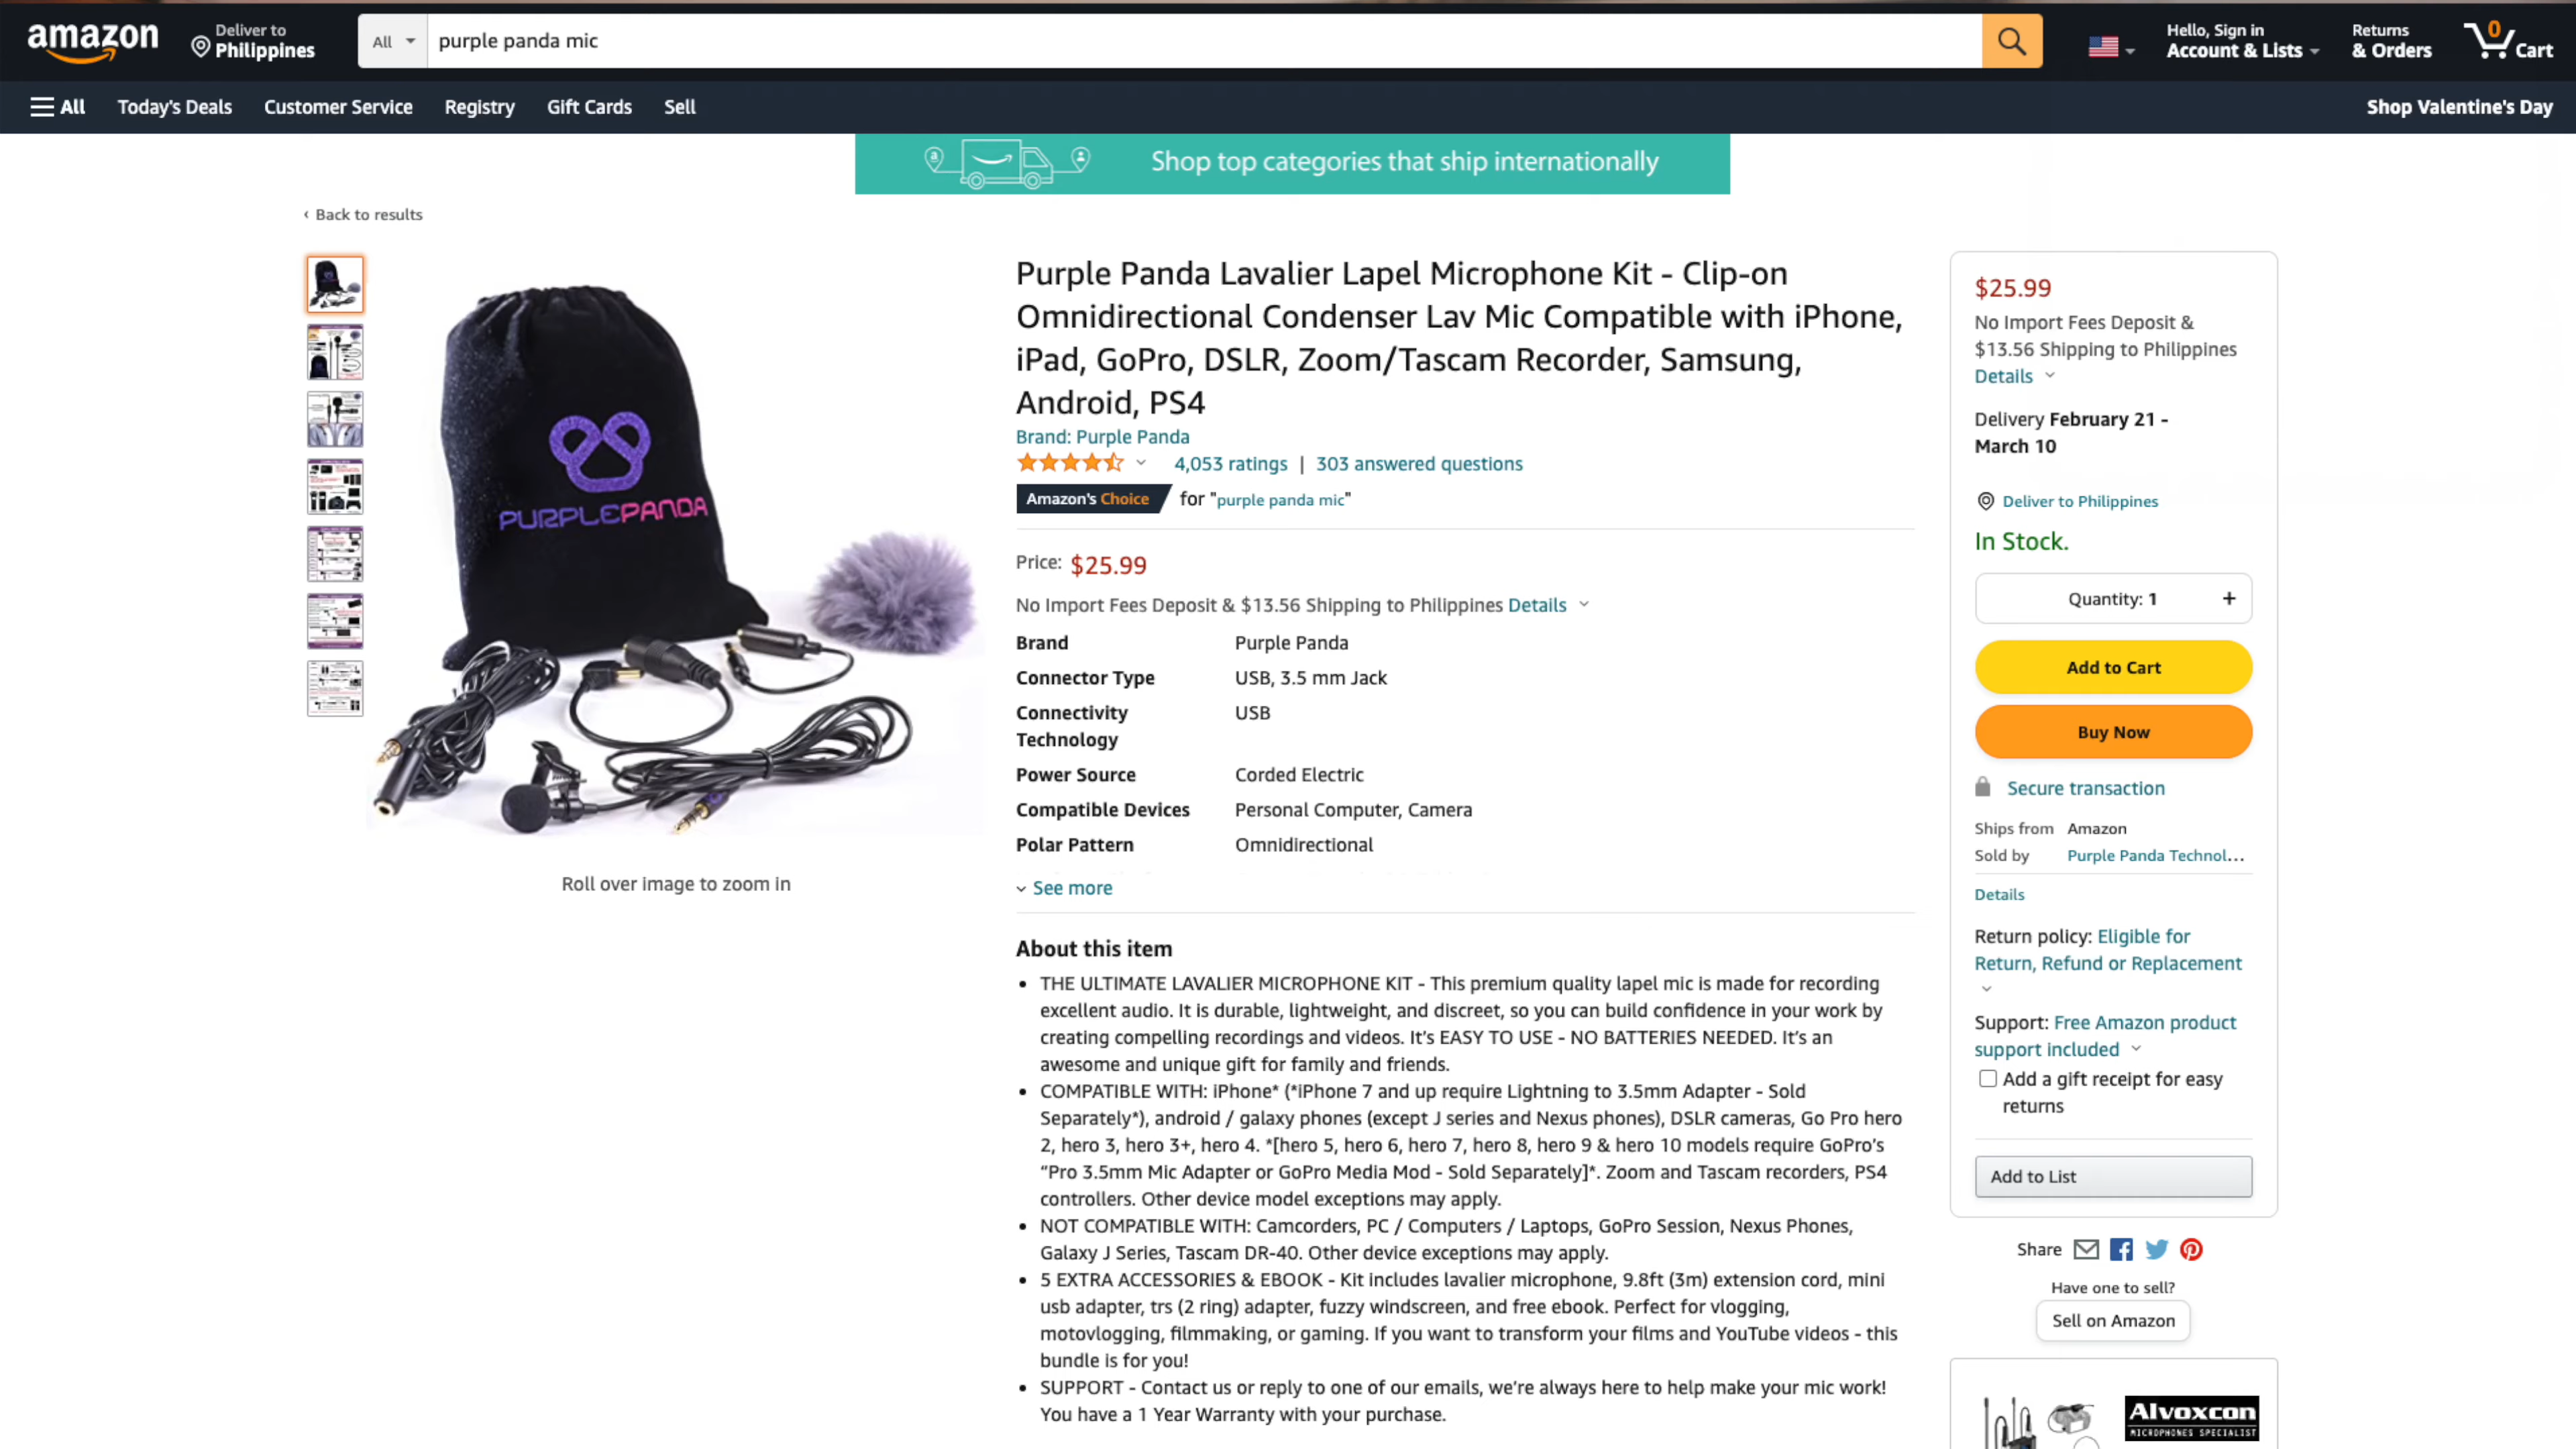 amazon
Deliver to
Philippines
All
purple panda mic
Hello, Sign in
Account & Lists
Returns
& Orders
0
Cart
All
Today's Deals
Customer Service
Registry
Gift Cards
Sell
Shop Valentine's Day
Shop top categories that ship internationally
‹ Back to results
PURPLEPANDA
Roll over image to zoom in
Purple Panda Lavalier Lapel Microphone Kit - Clip-on
Omnidirectional Condenser Lav Mic Compatible with iPhone,
iPad, GoPro, DSLR, Zoom/Tascam Recorder, Samsung,
Android, PS4
Brand: Purple Panda
4,053 ratings | 303 answered questions
Amazon's Choice for "purple panda mic"
Price: $25.99
No Import Fees Deposit & $13.56 Shipping to Philippines Details
Brand Purple Panda
Connector Type USB, 3.5 mm Jack
Connectivity USB
Technology
Power Source Corded Electric
Compatible Devices Personal Computer, Camera
Polar Pattern Omnidirectional
See more
About this item
• THE ULTIMATE LAVALIER MICROPHONE KIT - This premium quality lapel mic is made for recording
excellent audio. It is durable, lightweight, and discreet, so you can build confidence in your work by
creating compelling recordings and videos. It's EASY TO USE - NO BATTERIES NEEDED. It's an
awesome and unique gift for family and friends.
• COMPATIBLE WITH: iPhone* (*iPhone 7 and up require Lightning to 3.5mm Adapter - Sold
Separately*), android / galaxy phones (except J series and Nexus phones), DSLR cameras, Go Pro hero
2, hero 3, hero 3+, hero 4. *[hero 5, hero 6, hero 7, hero 8, hero 9 & hero 10 models require GoPro's
“Pro 3.5mm Mic Adapter or GoPro Media Mod - Sold Separately]*. Zoom and Tascam recorders, PS4
controllers. Other device model exceptions may apply.
• NOT COMPATIBLE WITH: Camcorders, PC / Computers / Laptops, GoPro Session, Nexus Phones,
Galaxy J Series, Tascam DR-40. Other device exceptions may apply.
• 5 EXTRA ACCESSORIES & EBOOK - Kit includes lavalier microphone, 9.8ft (3m) extension cord, mini
usb adapter, trs (2 ring) adapter, fuzzy windscreen, and free ebook. Perfect for vlogging,
motovlogging, filmmaking, or gaming. If you want to transform your films and YouTube videos - this
bundle is for you!
• SUPPORT - Contact us or reply to one of our emails, we're always here to help make your mic work!
You have a 1 Year Warranty with your purchase.
$25.99
No Import Fees Deposit &
$13.56 Shipping to Philippines
Details
Delivery February 21 -
March 10
Deliver to Philippines
In Stock.
Quantity: 1 +
Add to Cart
Buy Now
Secure transaction
Ships from Amazon
Sold by Purple Panda Technol...
Details
Return policy: Eligible for
Return, Refund or Replacement
Support: Free Amazon product
support included
Add a gift receipt for easy
returns
Add to List
Share
Have one to sell?
Sell on Amazon
Alvoxcon
MICROPHONES SPECIALIST